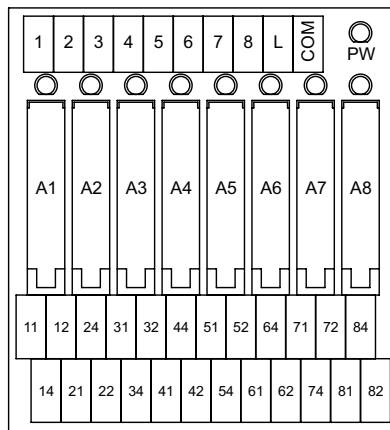 1 2 3 4 5 6 7 8 L COM
PW
A1 A2 A3 A4 A5 A6 A7 A8
11 12 24 31 32 44 51 52 64 71 72 84
14 21 22 34 41 42 54 61 62 74 81 82